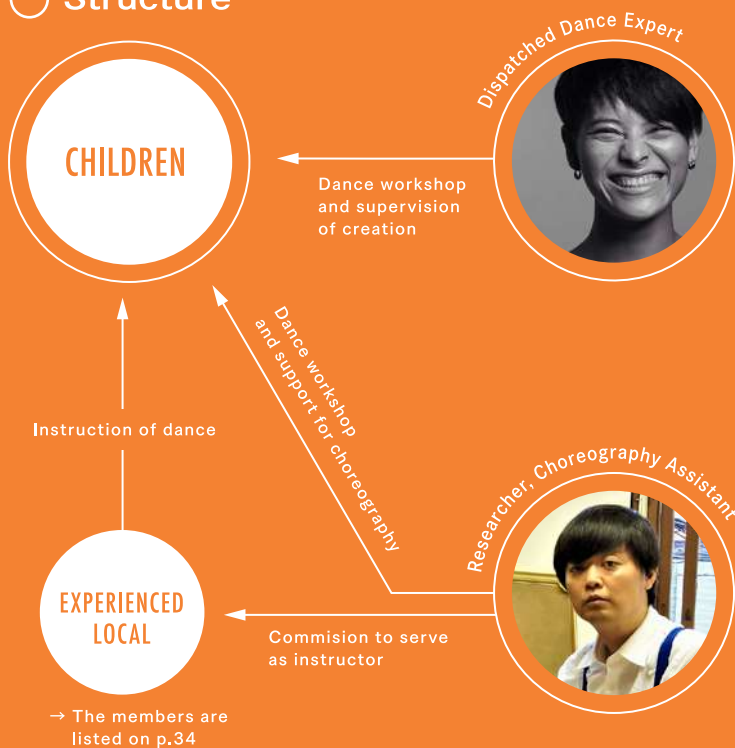 Structure
Dispatched Dance Expert
CHILDREN
Dance workshop
and supervision
of creation
Dance workshop
and support for choreography
Instruction of dance
Researcher, Choreography Assistant
EXPERIENCED
LOCAL
Commision to serve
as instructor
→ The members are
listed on p.34